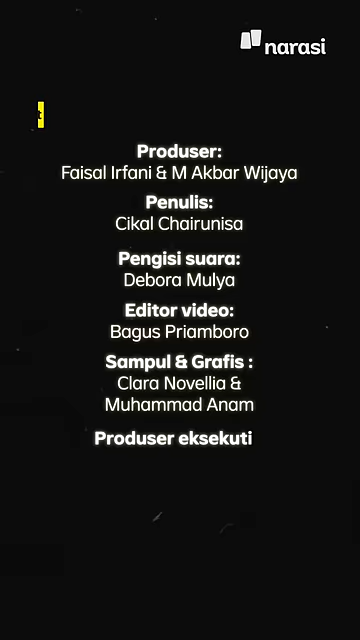 narasi
Produser:
Faisal Irfani & M Akbar Wijaya
Penulis:
Cikal Chairunisa
Pengisi suara:
Debora Mulya
Editor video:
Bagus Priamboro
Sampul & Grafis :
Clara Novellia &
Muhammad Anam
Produser eksekuti